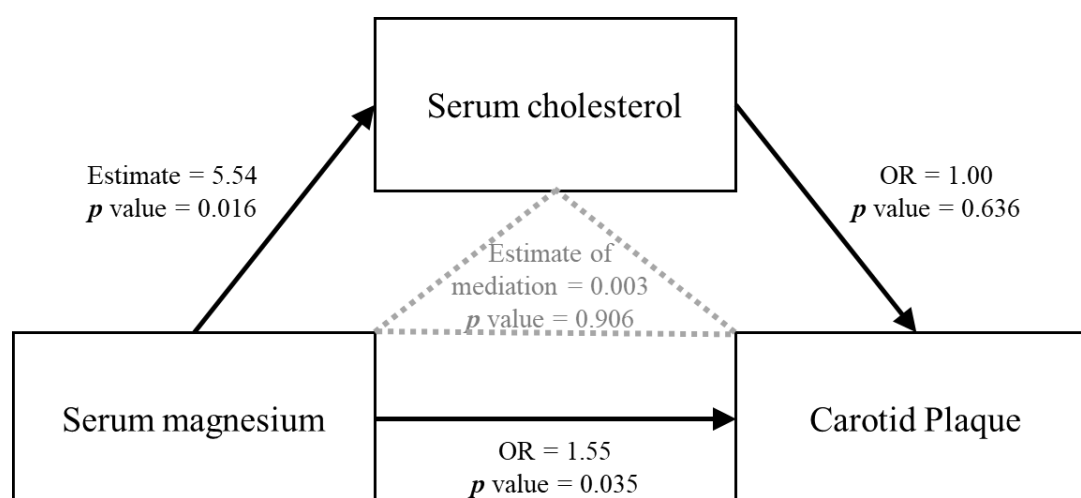 Serum cholesterol
Estimate = 5.54
p value = 0.016
OR = 1.00
p value = 0.636
Estimate of
mediation = 0.003
p value = 0.906
Serum magnesium
Carotid Plaque
OR = 1.55
p value = 0.035